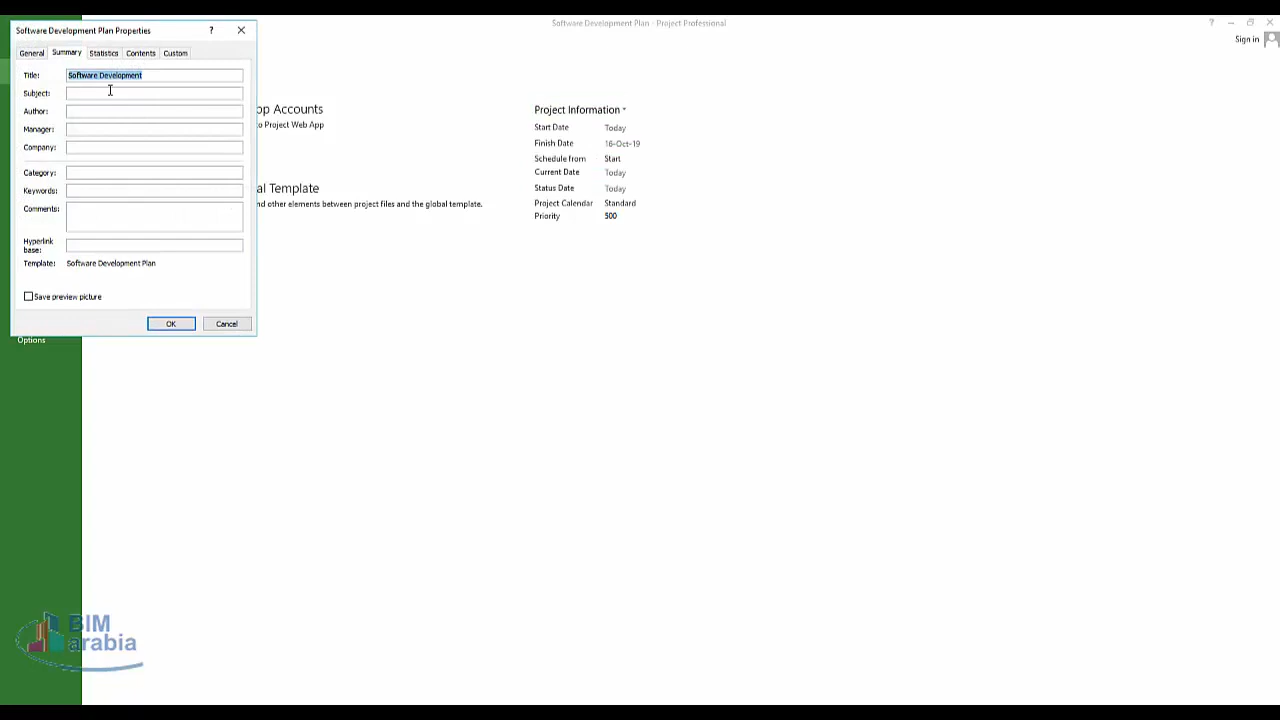 Software Development Plan Properties
?
Software Development Plan - Project Professional
?
Sign in
General
Summary
Statistics
Contents
Custom
Title:
Software Development
Subject:
Author:
Manager:
Company:
Category:
Keywords:
Comments:
Hyperlink
base:
Template:
Software Development Plan
Save preview picture
OK
Cancel
Options
Accounts
to Project Web App
Template
other elements between project files and the global template.
Project Information
Start Date Today
Finish Date 16-Oct-19
Schedule from Start
Current Date Today
Status Date Today
Project Calendar Standard
Priority 500
BIM
arabia